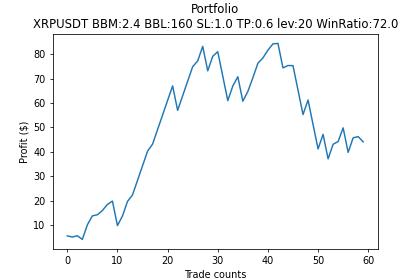 Portfolio
XRPUSDT BBM:2.4 BBL:160 SL:1.0 TP:0.6 lev:20 WinRatio:72.0
80
70
60
50
40
30
20
10
Profit ($)
0 10 20 30 40 50 60
Trade counts